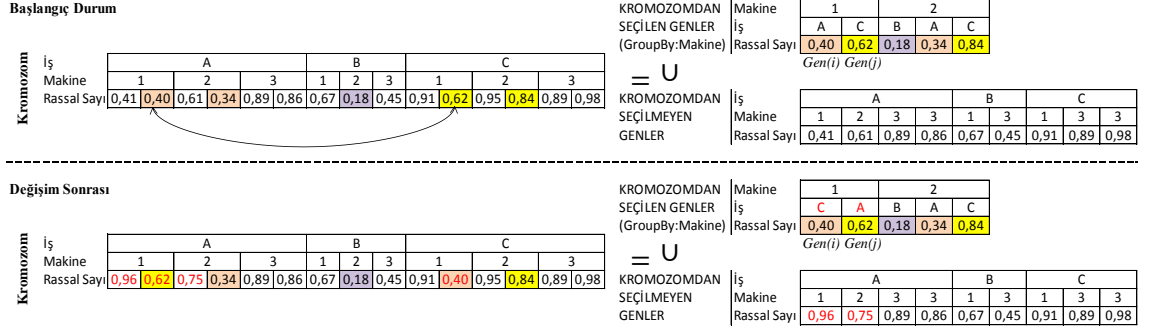 Başlangıç Durum
Kromozom
İş A B C
Makine 1 2 3 1 2 3 1 2 3
Rassal Sayı 0,41 0,40 0,61 0,34 0,89 0,86 0,67 0,18 0,45 0,91 0,62 0,95 0,84 0,89 0,98
KROMOZOMDAN Makine 1 2
SEÇİLEN GENLER İş A C B A C
(GroupBy:Makine) Rassal Sayı 0,40 0,62 0,18 0,34 0,84
Gen(i) Gen(j)
= U
KROMOZOMDAN İş A B C
SEÇİLMEYEN Makine 1 2 3 3 1 3 1 3 3
GENLER Rassal Sayı 0,41 0,61 0,89 0,86 0,67 0,45 0,91 0,89 0,98
Değişim Sonrası
Kromozom
İş A B C
Makine 1 2 3 1 2 3 1 2 3
Rassal Sayı 0,96 0,62 0,75 0,34 0,89 0,86 0,67 0,18 0,45 0,91 0,40 0,95 0,84 0,89 0,98
KROMOZOMDAN Makine 1 2
SEÇİLEN GENLER İş C A B A C
(GroupBy:Makine) Rassal Sayı 0,40 0,62 0,18 0,34 0,84
Gen(i) Gen(j)
= U
KROMOZOMDAN İş A B C
SEÇİLMEYEN Makine 1 2 3 3 1 3 1 3 3
GENLER Rassal Sayı 0,96 0,75 0,89 0,86 0,67 0,45 0,91 0,89 0,98